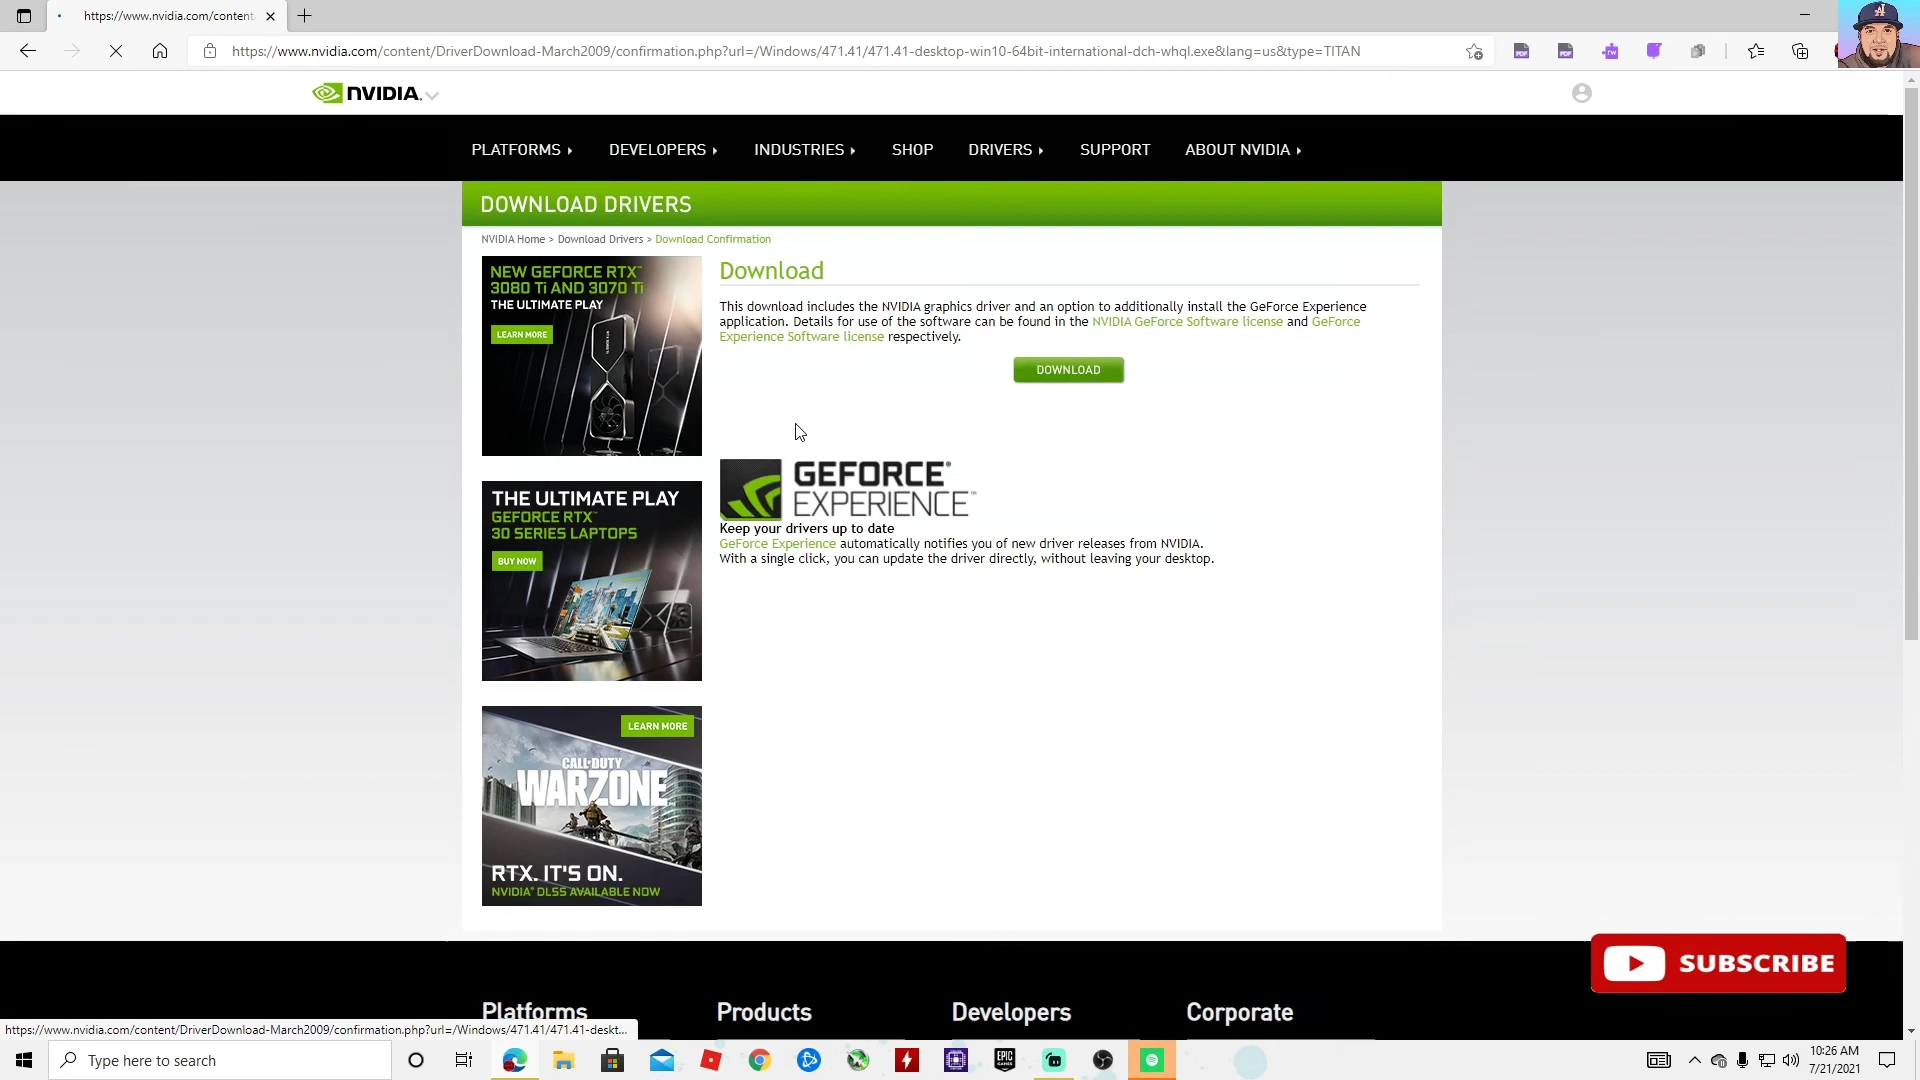 https://www.nvidia.com/content
https://www.nvidia.com/content/DriverDownload-March2009/confirmation.php?url=/Windows/471.41/471.41-desktop-win10-64bit-international-dch-whql.exe&lang=us&type=TITAN
NVIDIA.
PLATFORMS DEVELOPERS INDUSTRIES SHOP DRIVERS SUPPORT ABOUT NVIDIA
DOWNLOAD DRIVERS
NVIDIA Home > Download Drivers > Download Confirmation
NEW GEFORCE RTX™
3080 Ti AND 3070 Ti
THE ULTIMATE PLAY
LEARN MORE
Download
This download includes the NVIDIA graphics driver and an option to additionally install the GeForce Experience
application. Details for use of the software can be found in the NVIDIA GeForce Software license and GeForce
Experience Software license respectively.
DOWNLOAD
GEFORCE®
EXPERIENCE™
Keep your drivers up to date
GeForce Experience automatically notifies you of new driver releases from NVIDIA.
With a single click, you can update the driver directly, without leaving your desktop.
THE ULTIMATE PLAY
GEFORCE RTX™
30 SERIES LAPTOPS
BUY NOW
LEARN MORE
CALL·DUTY
WARZONE
RTX. IT'S ON.
NVIDIA® DLSS AVAILABLE NOW
SUBSCRIBE
Platforms Products Developers Corporate
https://www.nvidia.com/content/DriverDownload-March2009/confirmation.php?url=/Windows/471.41/471.41-deskt...
Type here to search
EPIC GAMES
10:26 AM
7/21/2021